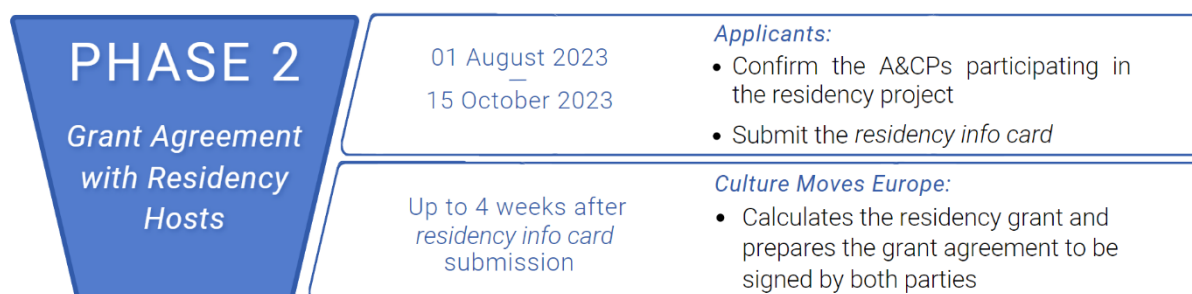 PHASE 2
Grant Agreement
with Residency
Hosts
01 August 2023
—
15 October 2023
Applicants:
• Confirm the A&CPs participating in
the residency project
• Submit the residency info card
Up to 4 weeks after
residency info card
submission
Culture Moves Europe:
• Calculates the residency grant and
prepares the grant agreement to be
signed by both parties